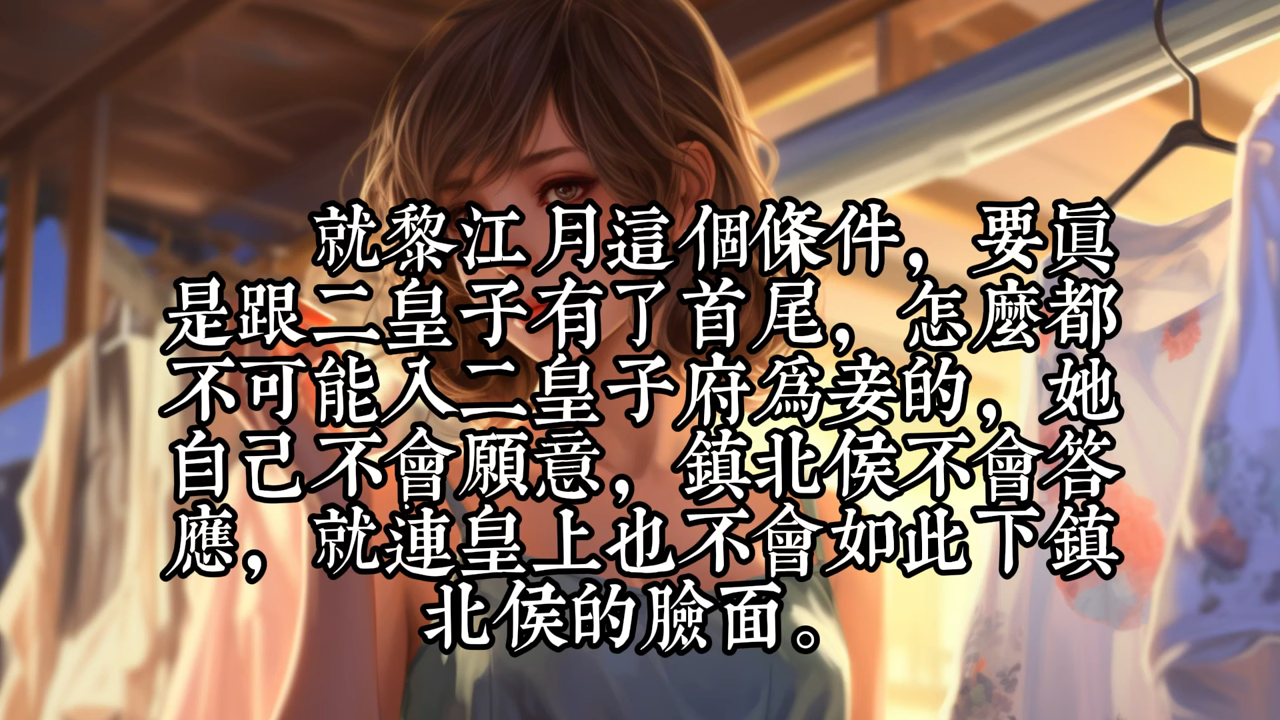 就黎江月這個條件，要眞
是跟二皇子有了首尾，怎麼都
不可能入二皇子府爲妾的，她
自己不會願意，鎮北侯不會答
應，就連皇上也不會如此下鎮
北侯的臉面。